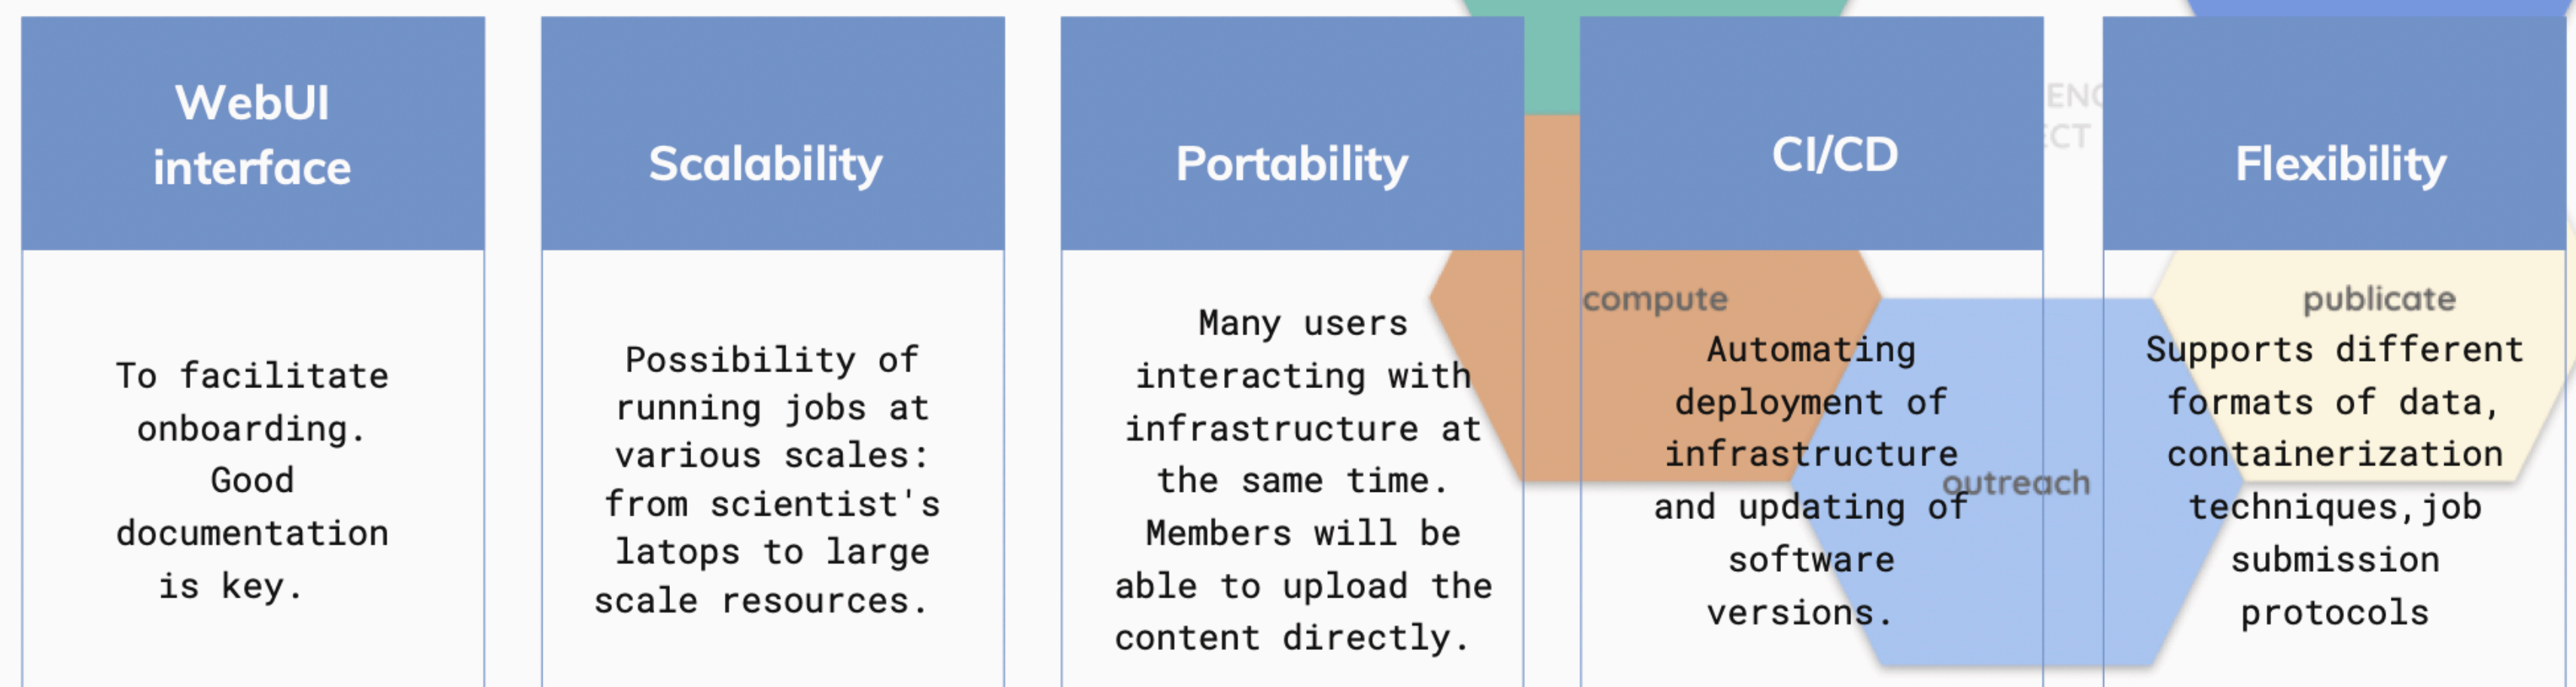 WebUI
interface
To facilitate
onboarding.
Good
documentation
is key.
Scalability
Possibility of
running jobs at
various scales:
from scientist's
latops to large
scale resources.
Portability
Many users
interacting with
infrastructure at
the same time.
Members will be
able to upload the
content directly.
CI/CD
compute
Automating
deployment of
infrastructure
and updating of
software
versions.
outreach
Flexibility
publicate
Supports different
formats of data,
containerization
techniques,job
submission
protocols